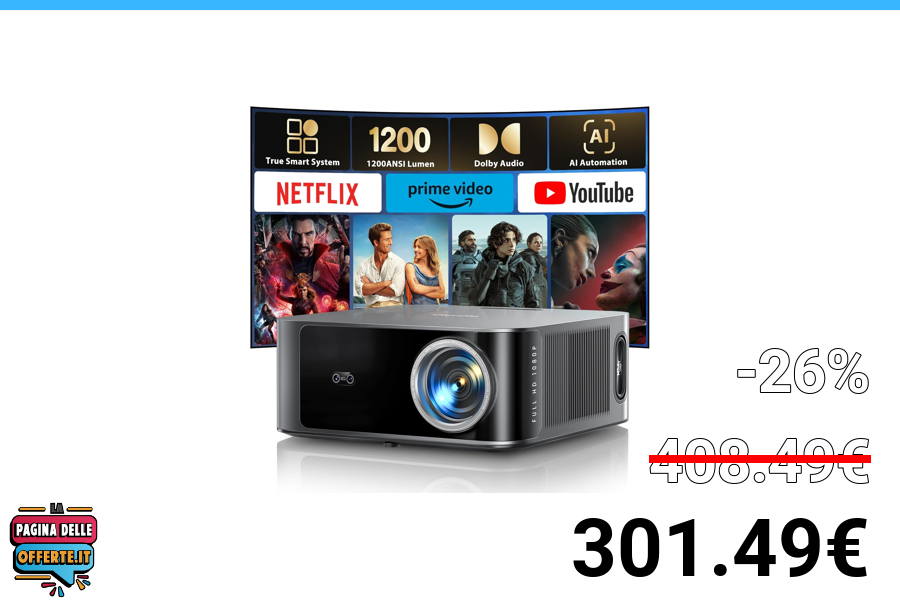 True Smart System
1200
1200ANSI Lumen
Dolby Audio
AI
AI Automation
NETFLIX
prime video
YouTube
FULL HD 1080P
-26%
408.49€
301.49€
LA
PAGINA DELLE
OFFERTE.IT